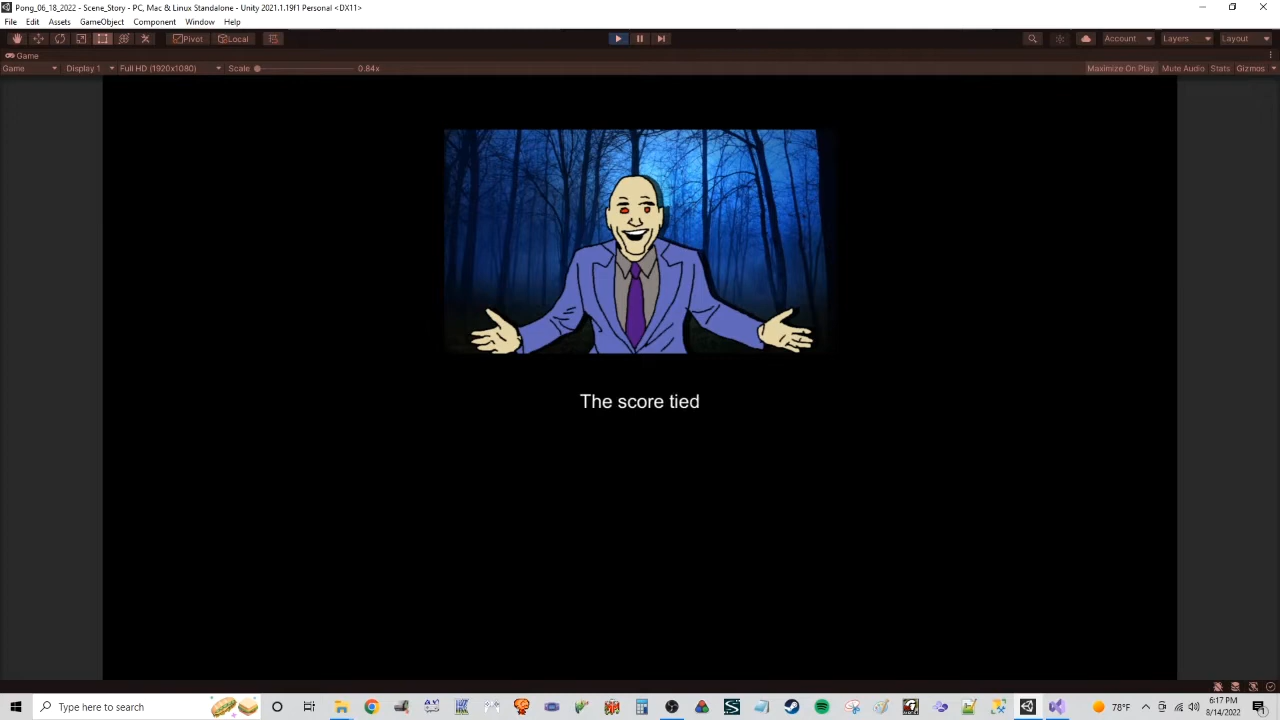 Pong_06_18_2022 - Scene_Story - PC, Mac & Linux Standalone - Unity 2021.1.19f1 Personal <DX11>
File Edit Assets GameObject Component Window Help
Pivot Local Account Layers Layout
Game
Game Display 1 Full HD (1920x1080) Scale 0.84x Maximize On Play Mute Audio Stats Gizmos
The score tied
Type here to search
78°F
6:17 PM
8/14/2022